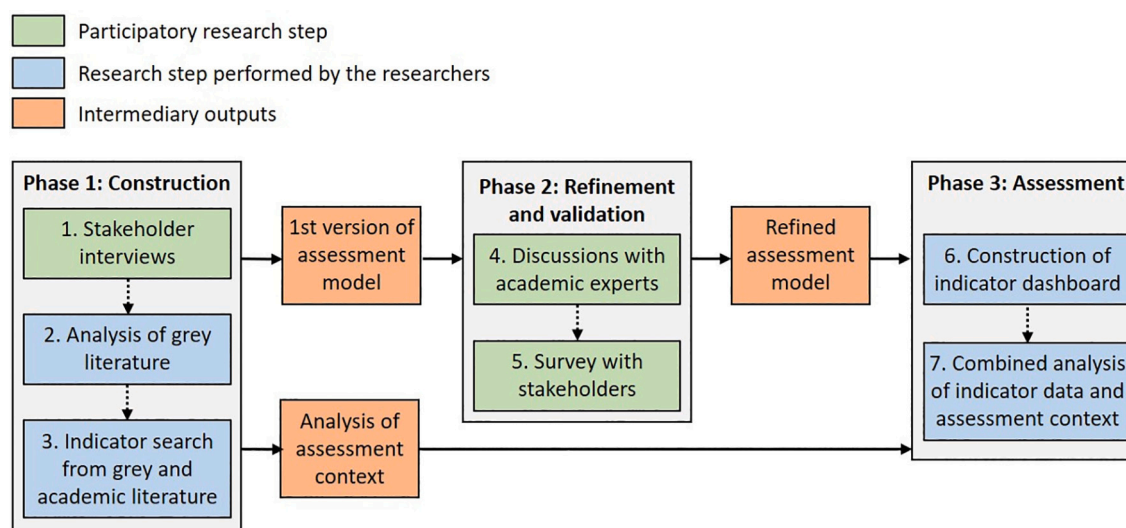 Participatory research step
Research step performed by the researchers
Intermediary outputs
Phase 1: Construction
1. Stakeholder
interviews
2. Analysis of grey
literature
3. Indicator search
from grey and
academic literature
1st version of
assessment
model
Analysis of
assessment
context
Phase 2: Refinement
and validation
4. Discussions with
academic experts
5. Survey with
stakeholders
Refined
assessment
model
Phase 3: Assessment
6. Construction of
indicator dashboard
7. Combined analysis
of indicator data and
assessment context